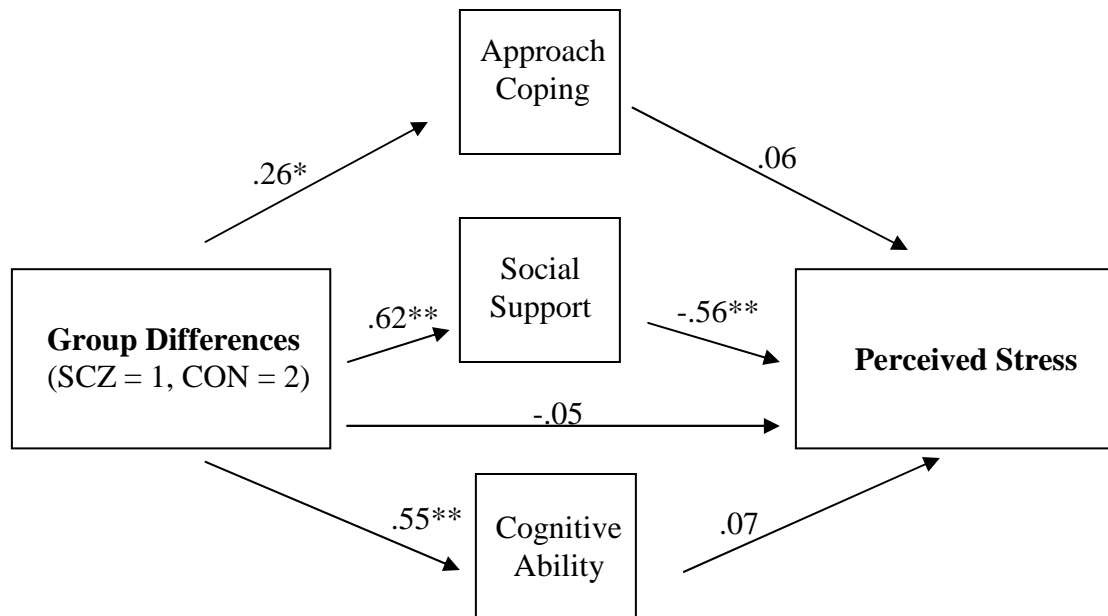 Approach
Coping
.26*
.06
Social
Support
.62**
-.56**
Group Differences
(SCZ = 1, CON = 2)
Perceived Stress
-.05
.55**
Cognitive
Ability
.07